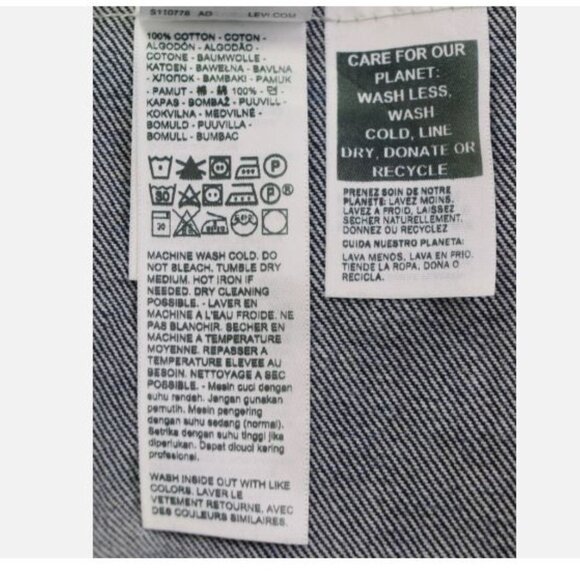 S110778 AD LEVI.COM
100% COTTON - COTON -
ALGODÓN - ALGODÃO -
COTONE - BAUMWOLLE -
KATOEN - BAWEŁNA - BAVLNA
- ХЛОПОК - BAMBAKI - PAMUK
- PAMUT - 棉 - 綿 100% -
KAPAS - BOMBAŽ - PUUVILL -
KOKVILNA - MEDVILNĖ -
BOMULD - PUUVILLA -
BOMULL - BUMBAC
P
30 P
30
MACHINE WASH COLD. DO
NOT BLEACH. TUMBLE DRY
MEDIUM. HOT IRON IF
NEEDED. DRY CLEANING
POSSIBLE. - LAVER EN
MACHINE A L'EAU FROIDE. NE
PAS BLANCHIR. SECHER EN
MACHINE A TEMPERATURE
MOYENNE. REPASSER A
TEMPERATURE ELEVEE AU
BESOIN. NETTOYAGE A SEC
POSSIBLE. - Mesin cuci dengan
suhu rendah. Jangan gunakan
pemutih. Mesin pengering
dengan suhu sedang (normal).
Setrika dengan suhu tinggi jika
diperlukan. Dapat dicuci kering
profesional.
WASH INSIDE OUT WITH LIKE
COLORS. LAVER LE
VETEMENT RETOURNE, AVEC
DES COULEURS SIMILAIRES.
CARE FOR OUR
PLANET:
WASH LESS,
WASH
COLD, LINE
DRY, DONATE OR
RECYCLE
PRENEZ SOIN DE NOTRE
PLANETE: LAVEZ MOINS,
LAVEZ A FROID, LAISSEZ
SECHER NATURELLEMENT,
DONNEZ OU RECYCLEZ
CUIDA NUESTRO PLANETA:
LAVA MENOS, LAVA EN FRIO,
TIENDE LA ROPA, DONA O
RECICLA.